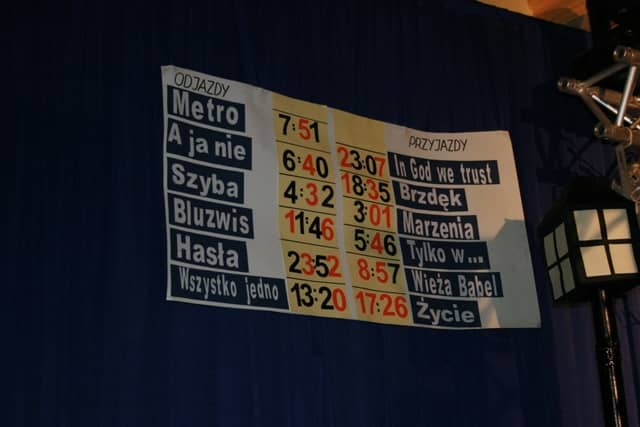 ODJAZDY
Metro 7:51
A ja nie 6:40
Szyba 4:32
Bluzwis 11:46
Hasła 23:52
Wszystko jedno 13:20
PRZYJAZDY
23:07 In God we trust
18:35 Brzdęk
3:01 Marzenia
5:46 Tylko w...
8:57 Wieża Babel
17:26 Życie